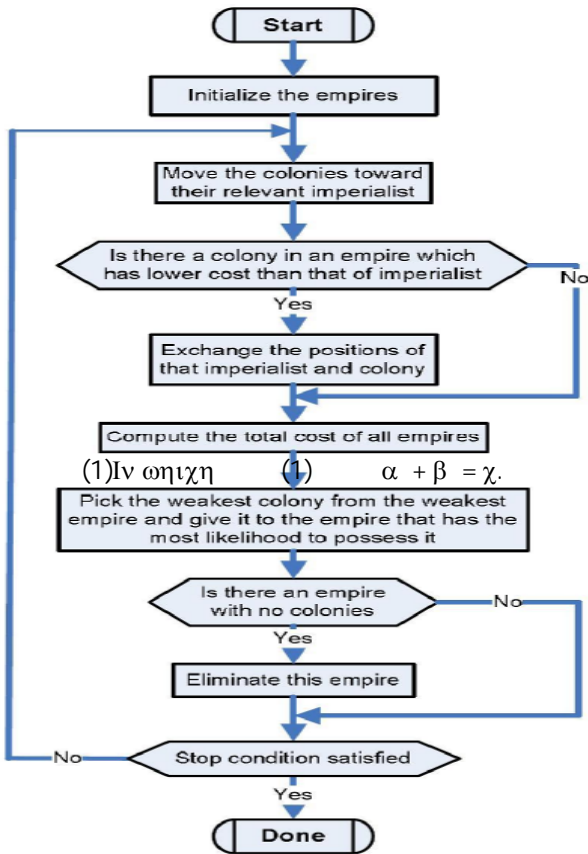 Start
Initialize the empires
Move the colonies toward
their relevant imperialist
Is there a colony in an empire which
has lower cost than that of imperialist
No
Yes
Exchange the positions of
that imperialist and colony
Compute the total cost of all empires
(1)Ιν ωηιχη (1) α + β = χ.
Pick the weakest colony from the weakest
empire and give it to the empire that has the
most likelihood to possess it
Is there an empire
with no colonies
No
Yes
Eliminate this empire
Stop condition satisfied
No
Yes
Done